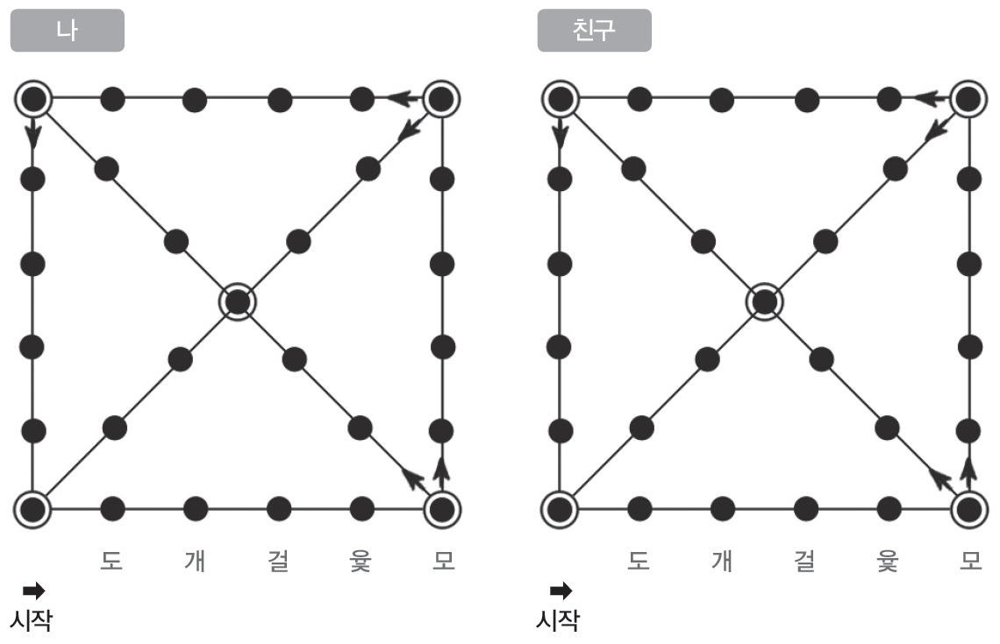 나
친구
도 개 걸 윷 모
도 개 걸 윷 모
시작
시작